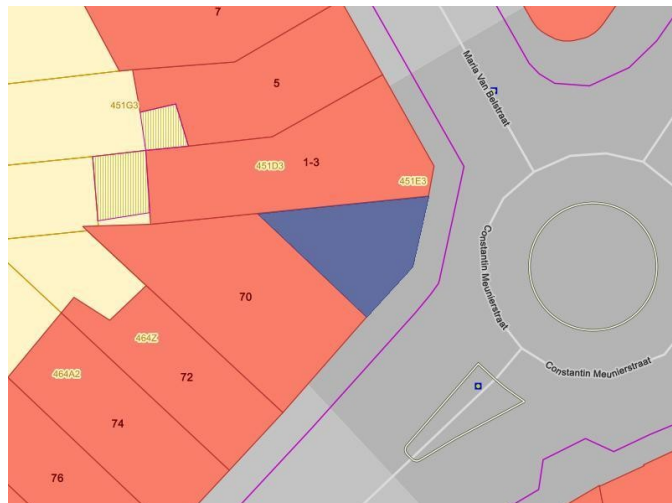 7
Maria Van Belstraat
5
451G3
1-3
451D3
451E3
Constantin Meunierstraat
70
464Z
72
Constantin Meunierstraat
464A2
74
76